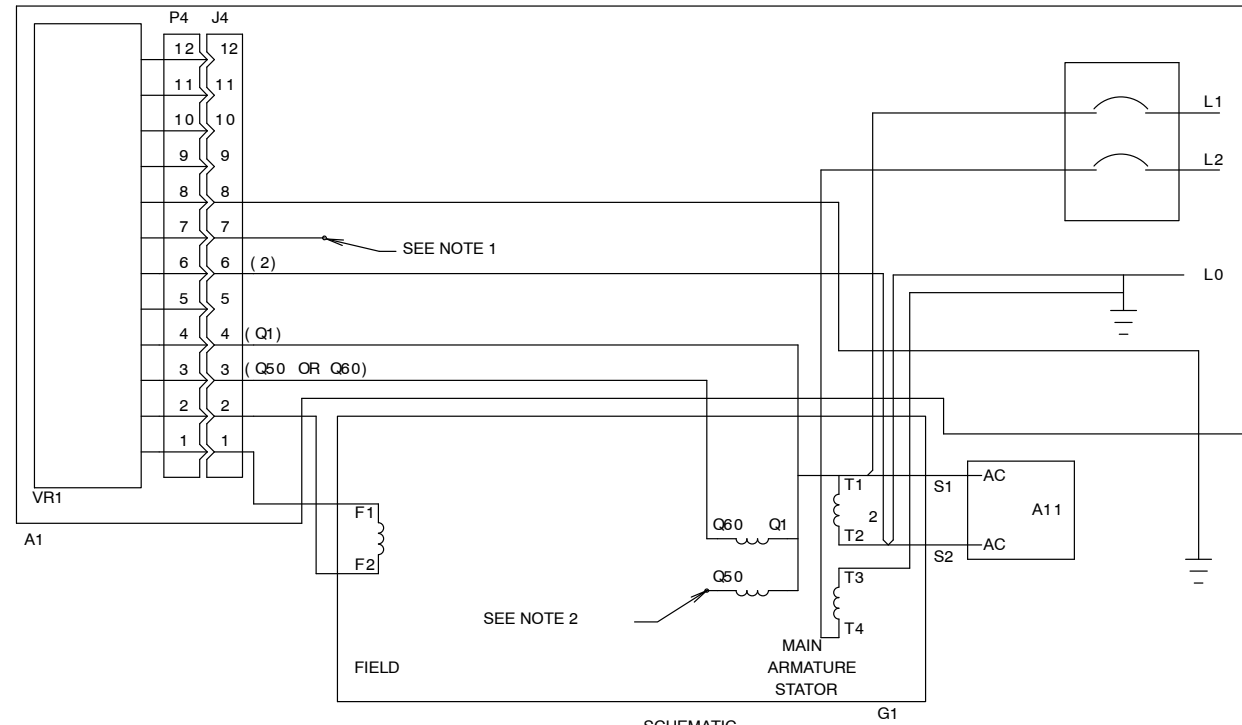 P4 J4
12 12
11 11
10 10
9 9
8 8
7 7
SEE NOTE 1
6 6 (2)
5 5
4 4 (Q1)
3 3 (Q50 OR Q60)
2 2
1 1
VR1
A1
L1
L2
L0
F1
F2
FIELD
Q60 Q1
Q50
SEE NOTE 2
T1
2
T2
T3
T4
S1
S2
AC
AC
A11
MAIN
ARMATURE
STATOR
G1